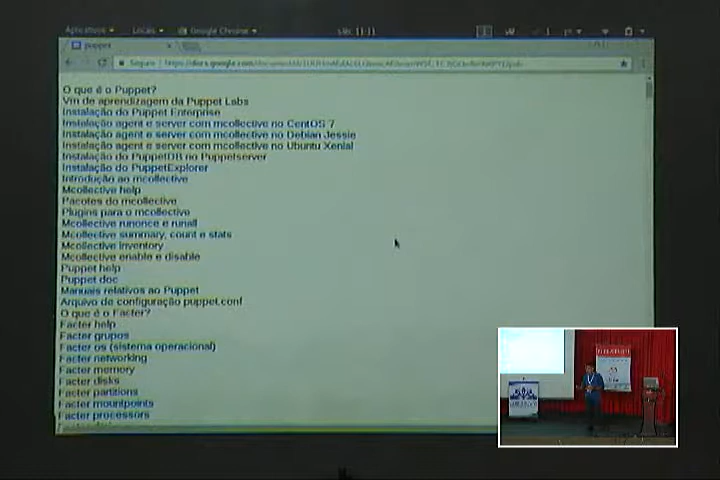 Aplicativos Locais Google Chrome
puppet
Seguro
O que é o Puppet?
Vm de aprendizagem da Puppet Labs
Instalação do Puppet Enterprise
Instalação agent e server com mcollective no CentOS 7
Instalação agent e server com mcollective no Debian Jessie
Instalação agent e server com mcollective no Ubuntu Xenial
Instalação do PuppetDB no Puppetserver
Instalação do PuppetExplorer
Introdução ao mcollective
Mcollective help
Pacotes do mcollective
Plugins para o mcollective
Mcollective runonce e runall
Mcollective summary, count e stats
Mcollective inventory
Mcollective enable e disable
Puppet help
Puppet doc
Manuais relativos ao Puppet
Arquivo de configuração puppet.conf
O que é o Facter?
Facter help
Facter grupos
Facter os (sistema operacional)
Facter networking
Facter memory
Facter disks
Facter partitions
Facter mountpoints
Facter processors